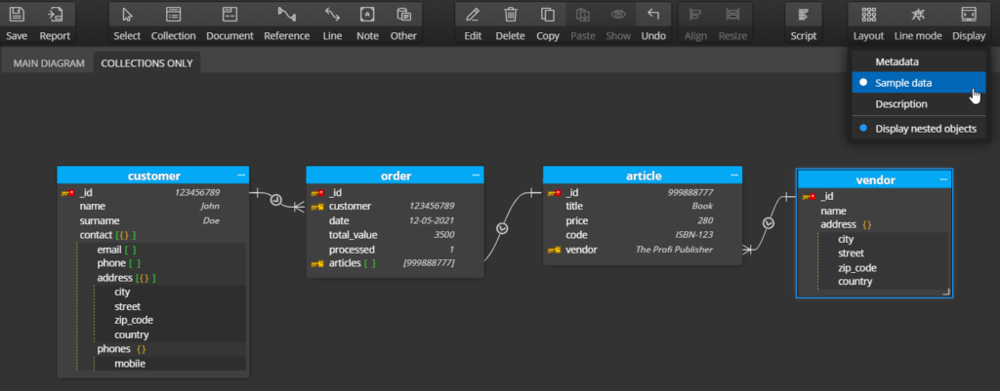 Save Report Select Collection Document Reference Line Note Other Edit Delete Copy Paste Show Undo Align Resize Script Layout Line mode Display
MAIN DIAGRAM COLLECTIONS ONLY
Metadata
Sample data
Description
Display nested objects
customer ...
_id 123456789
name John
surname Doe
contact [{} ]
email [ ]
phone [ ]
address [{} ]
city
street
zip_code
country
phones {}
mobile
order ...
_id
customer 123456789
date 12-05-2021
total_value 3500
processed 1
articles [ ] [999888777]
article ...
_id 999888777
title Book
price 280
code ISBN-123
vendor The Profi Publisher
vendor ...
_id
name
address {}
city
street
zip_code
country